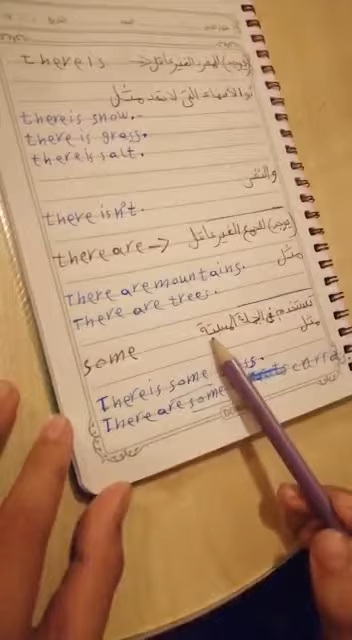 there is → (يوجد) المفرد الغير عاقل
أو الأسماء التي لا تعد مثل
there is snow.
there is grass.
there is salt.
والنفي
there isn't.
there are → (يوجد) للجمع الغير عاقل
مثل
There are mountains.
There are trees.
some تستخدم في الجملة المثبتة
مثل
There is some
There are some